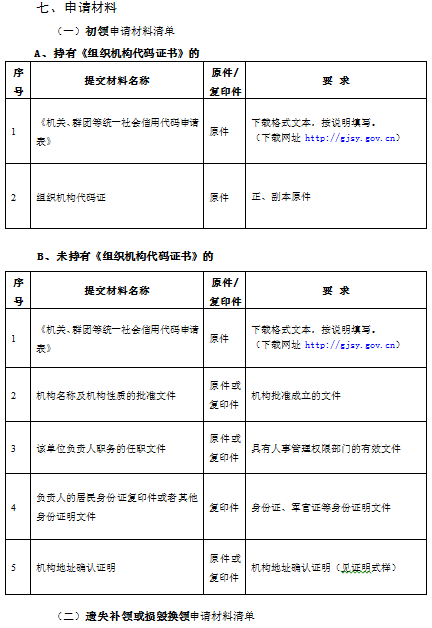 七、申请材料
（一）初领申请材料清单
A、持有《组织机构代码证书》的
序号 提交材料名称 原件/复印件 要 求
1 《机关、群团等统一社会信用代码申请表》 原件 下载格式文本，按说明填写。（下载网址 http://gjsy.gov.cn）
2 组织机构代码证 原件 正、副本原件
B、未持有《组织机构代码证书》的
序号 提交材料名称 原件/复印件 要 求
1 《机关、群团等统一社会信用代码申请表》 原件 下载格式文本，按说明填写。（下载网址 http://gjsy.gov.cn）
2 机构名称及机构性质的批准文件 原件或复印件 机构批准成立的文件
3 该单位负责人职务的任职文件 原件或复印件 具有人事管理权限部门的有效文件
4 负责人的居民身份证复印件或者其他身份证明文件 复印件 身份证、军官证等身份证明文件
5 机构地址确认证明 原件或复印件 机构地址确认证明（见证明式样）
（二）遗失补领或损毁换领申请材料清单